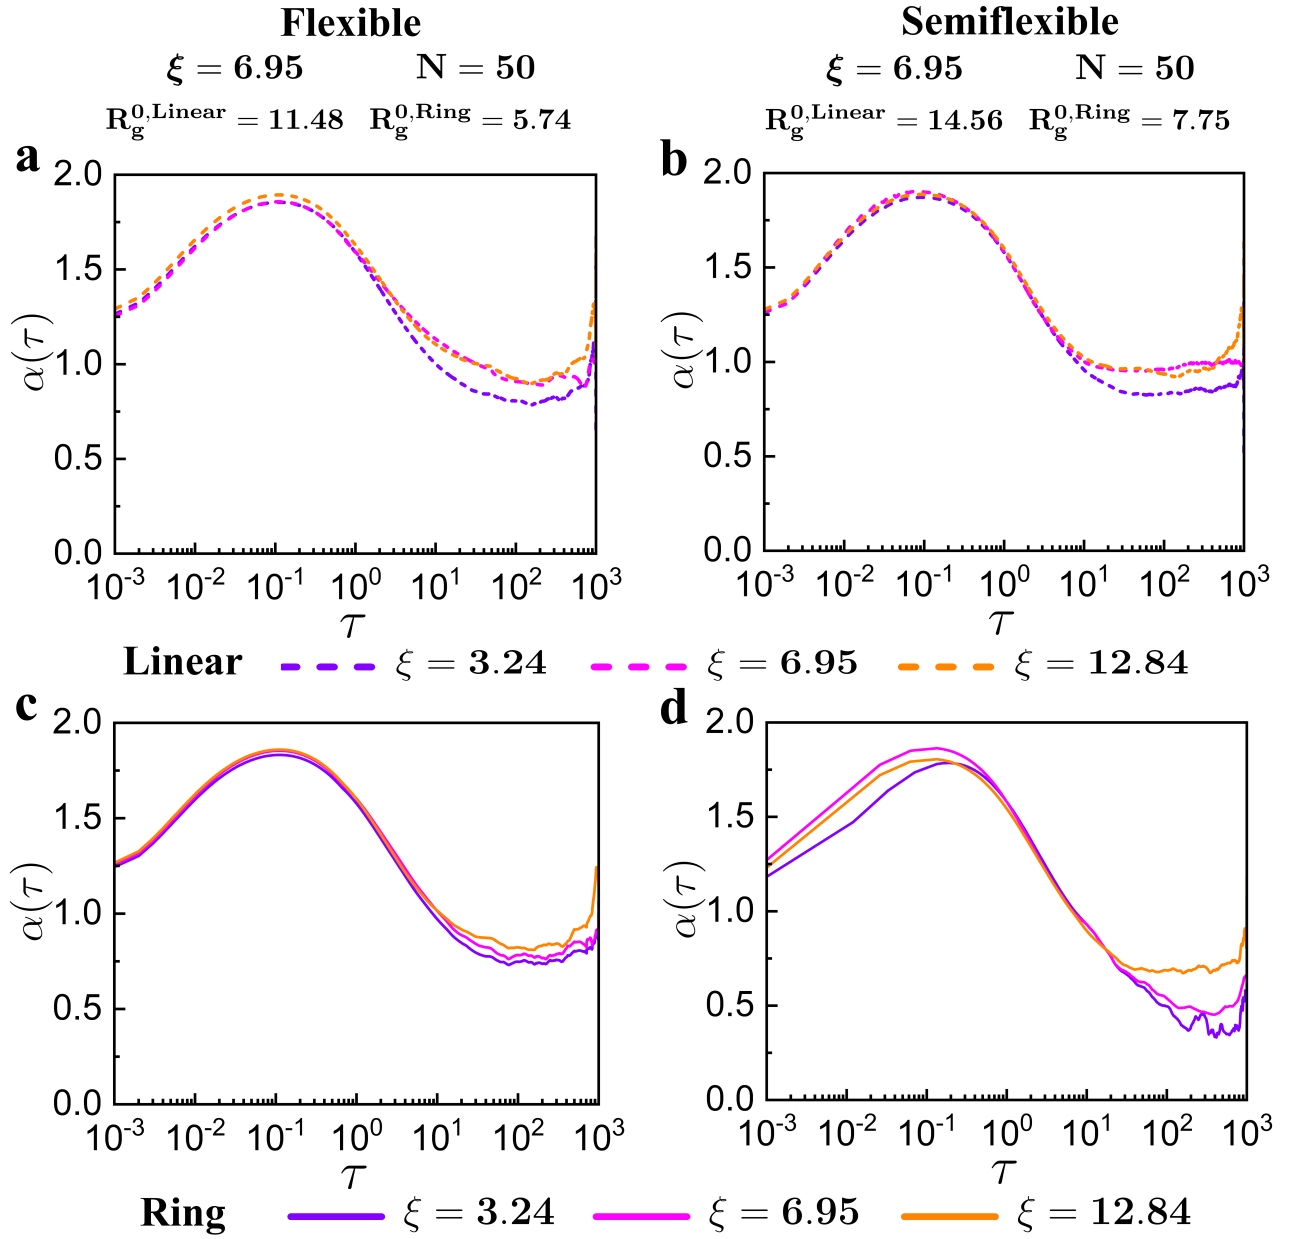 Flexible
Semiflexible
ξ = 6.95 N = 50
ξ = 6.95 N = 50
R_g^{0,Linear} = 11.48 R_g^{0,Ring} = 5.74
R_g^{0,Linear} = 14.56 R_g^{0,Ring} = 7.75
a
2.0
1.5
1.0
0.5
0.0
α(τ)
10^-3 10^-2 10^-1 10^0 10^1 10^2 10^3
τ
b
2.0
1.5
1.0
0.5
0.0
α(τ)
10^-3 10^-2 10^-1 10^0 10^1 10^2 10^3
τ
Linear ξ = 3.24 ξ = 6.95 ξ = 12.84
c
2.0
1.5
1.0
0.5
0.0
α(τ)
10^-3 10^-2 10^-1 10^0 10^1 10^2 10^3
τ
d
2.0
1.5
1.0
0.5
0.0
α(τ)
10^-3 10^-2 10^-1 10^0 10^1 10^2 10^3
τ
Ring ξ = 3.24 ξ = 6.95 ξ = 12.84